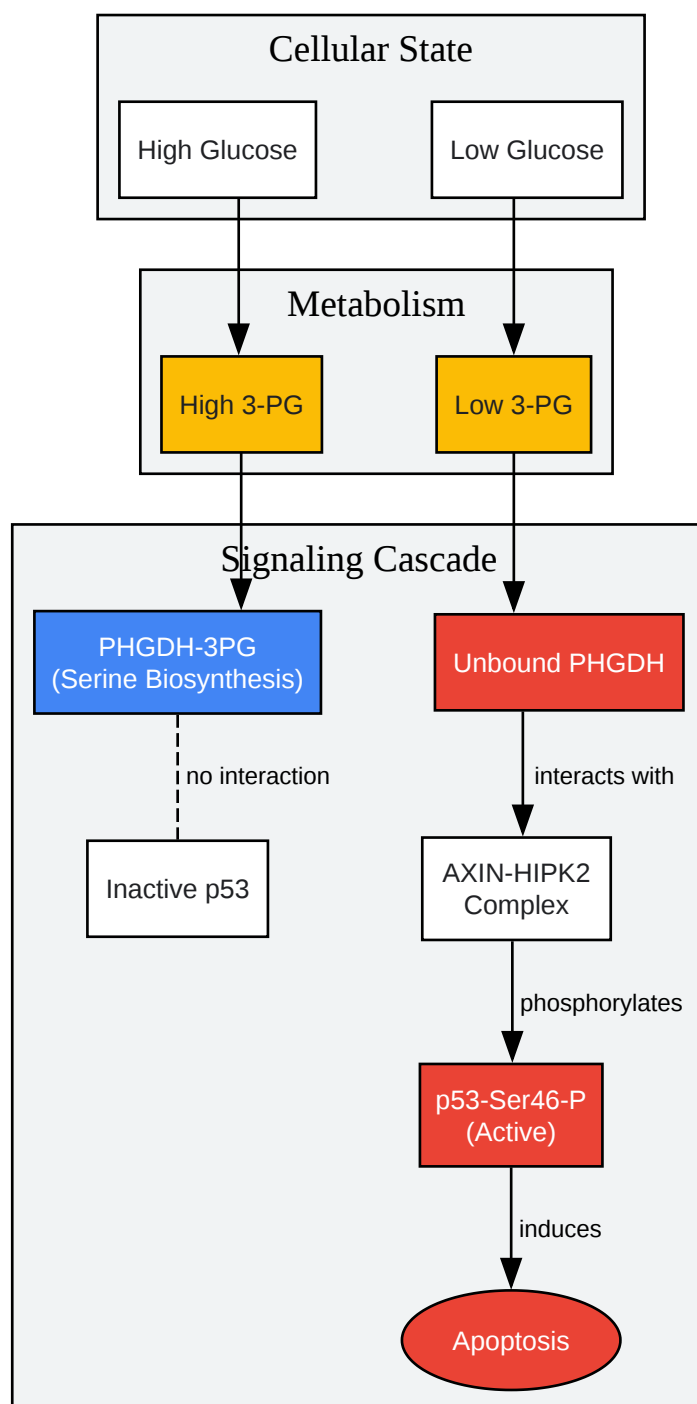 Cellular State
High Glucose
Low Glucose
Metabolism
High 3-PG
Low 3-PG
Signaling Cascade
PHGDH-3PG
(Serine Biosynthesis)
Unbound PHGDH
no interaction
interacts with
Inactive p53
AXIN-HIPK2
Complex
phosphorylates
p53-Ser46-P
(Active)
induces
Apoptosis